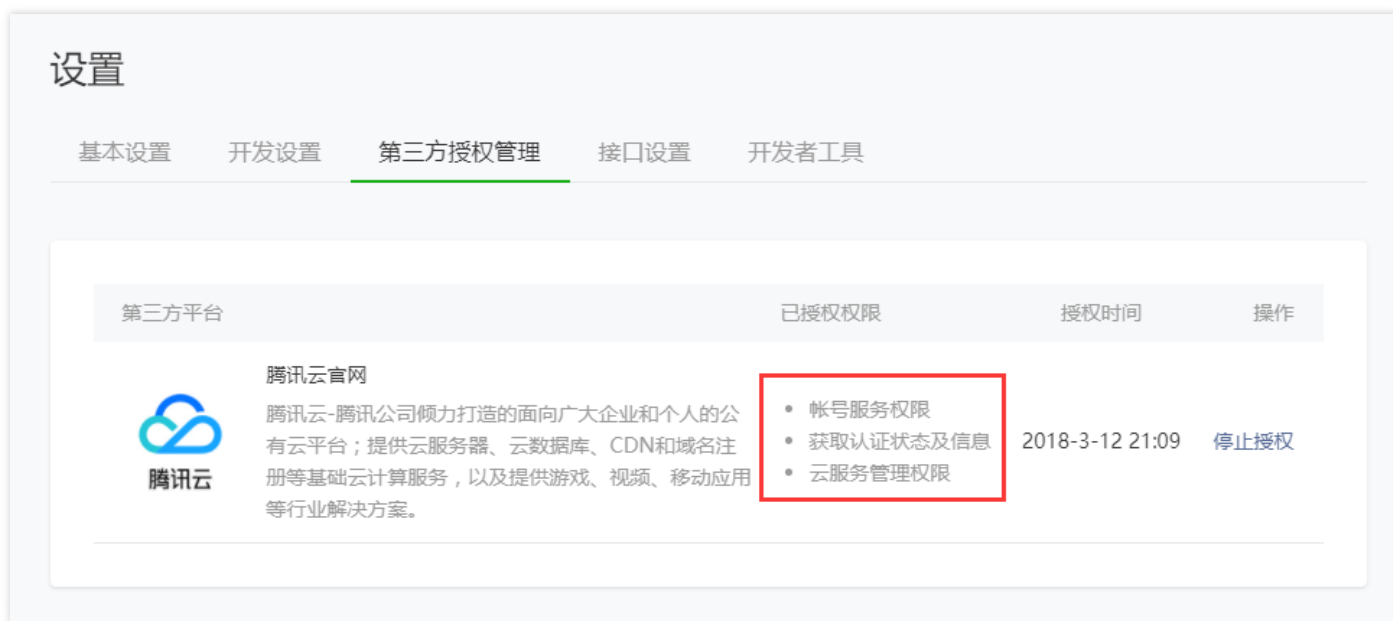 设置
基本设置 开发设置 第三方授权管理 接口设置 开发者工具
第三方平台 已授权权限 授权时间 操作
腾讯云官网
腾讯云-腾讯公司倾力打造的面向广大企业和个人的公
有云平台；提供云服务器、云数据库、CDN和域名注
册等基础云计算服务，以及提供游戏、视频、移动应用
等行业解决方案。
腾讯云
• 帐号服务权限
• 获取认证状态及信息
• 云服务管理权限
2018-3-12 21:09 停止授权